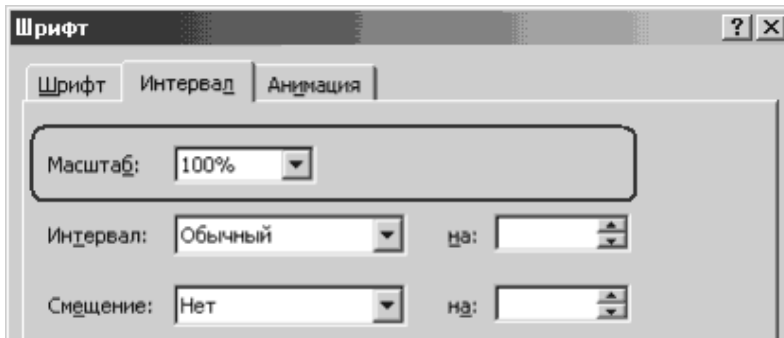 Шрифт
Шрифт Интервал Анимация
Масштаб: 100%
Интервал: Обычный на:
Смещение: Нет на: